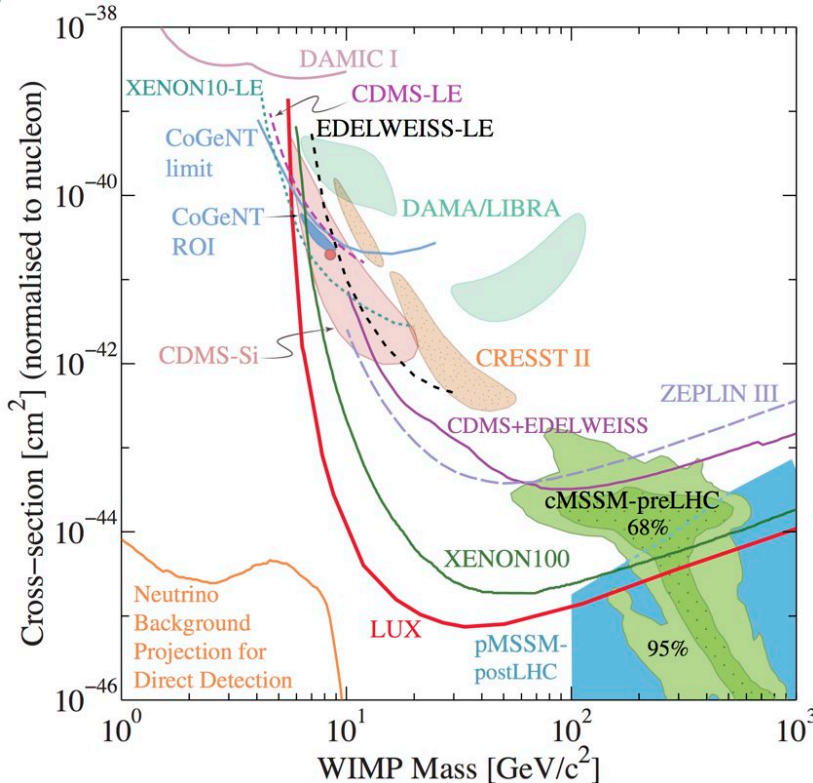 10^-38
10^-40
10^-42
10^-44
10^-46
Cross-section [cm^2] (normalised to nucleon)
DAMIC I
XENON10-LE
CDMS-LE
EDELWEISS-LE
CoGeNT
limit
CoGeNT
ROI
DAMA/LIBRA
CDMS-Si
CRESST II
ZEPLIN III
CDMS+EDELWEISS
cMSSM-preLHC
68%
XENON100
Neutrino
Background
Projection for
Direct Detection
LUX
pMSSM-
postLHC
95%
10^0
10^1
10^2
10^3
WIMP Mass [GeV/c^2]